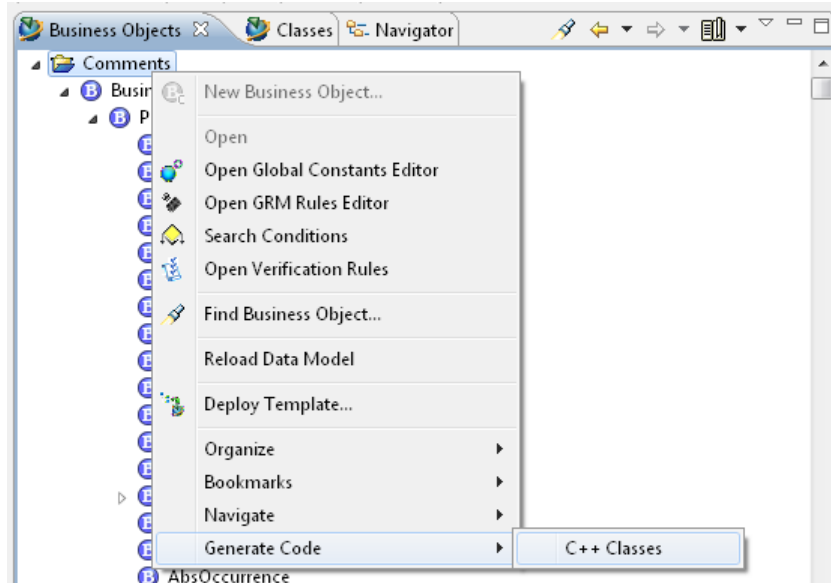 Business Objects Classes Navigator
Comments
Busin
New Business Object...
P
Open
Open Global Constants Editor
Open GRM Rules Editor
Search Conditions
Open Verification Rules
Find Business Object...
Reload Data Model
Deploy Template...
Organize
Bookmarks
Navigate
Generate Code
C++ Classes
AbsOccurrence